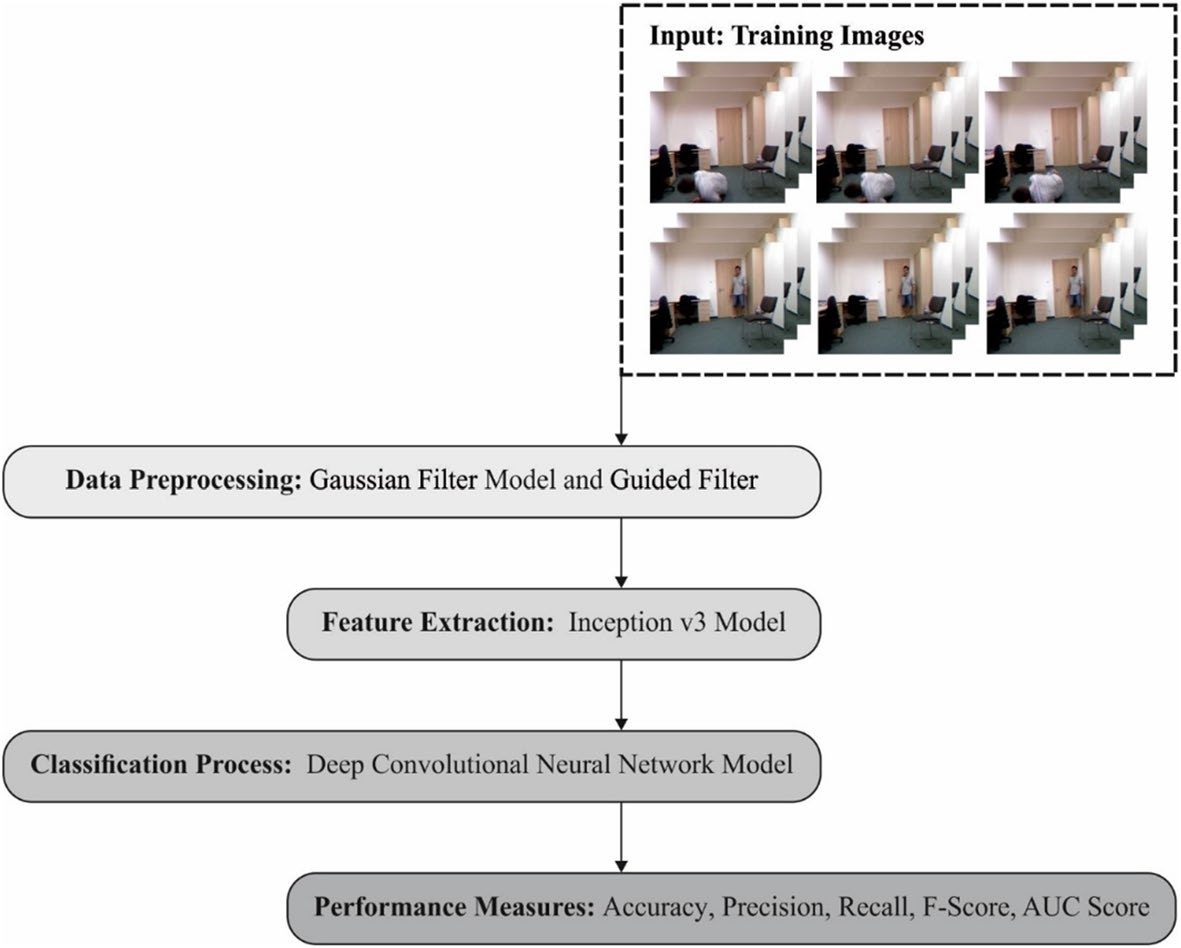 Input: Training Images
Data Preprocessing: Gaussian Filter Model and Guided Filter
Feature Extraction: Inception v3 Model
Classification Process: Deep Convolutional Neural Network Model
Performance Measures: Accuracy, Precision, Recall, F-Score, AUC Score